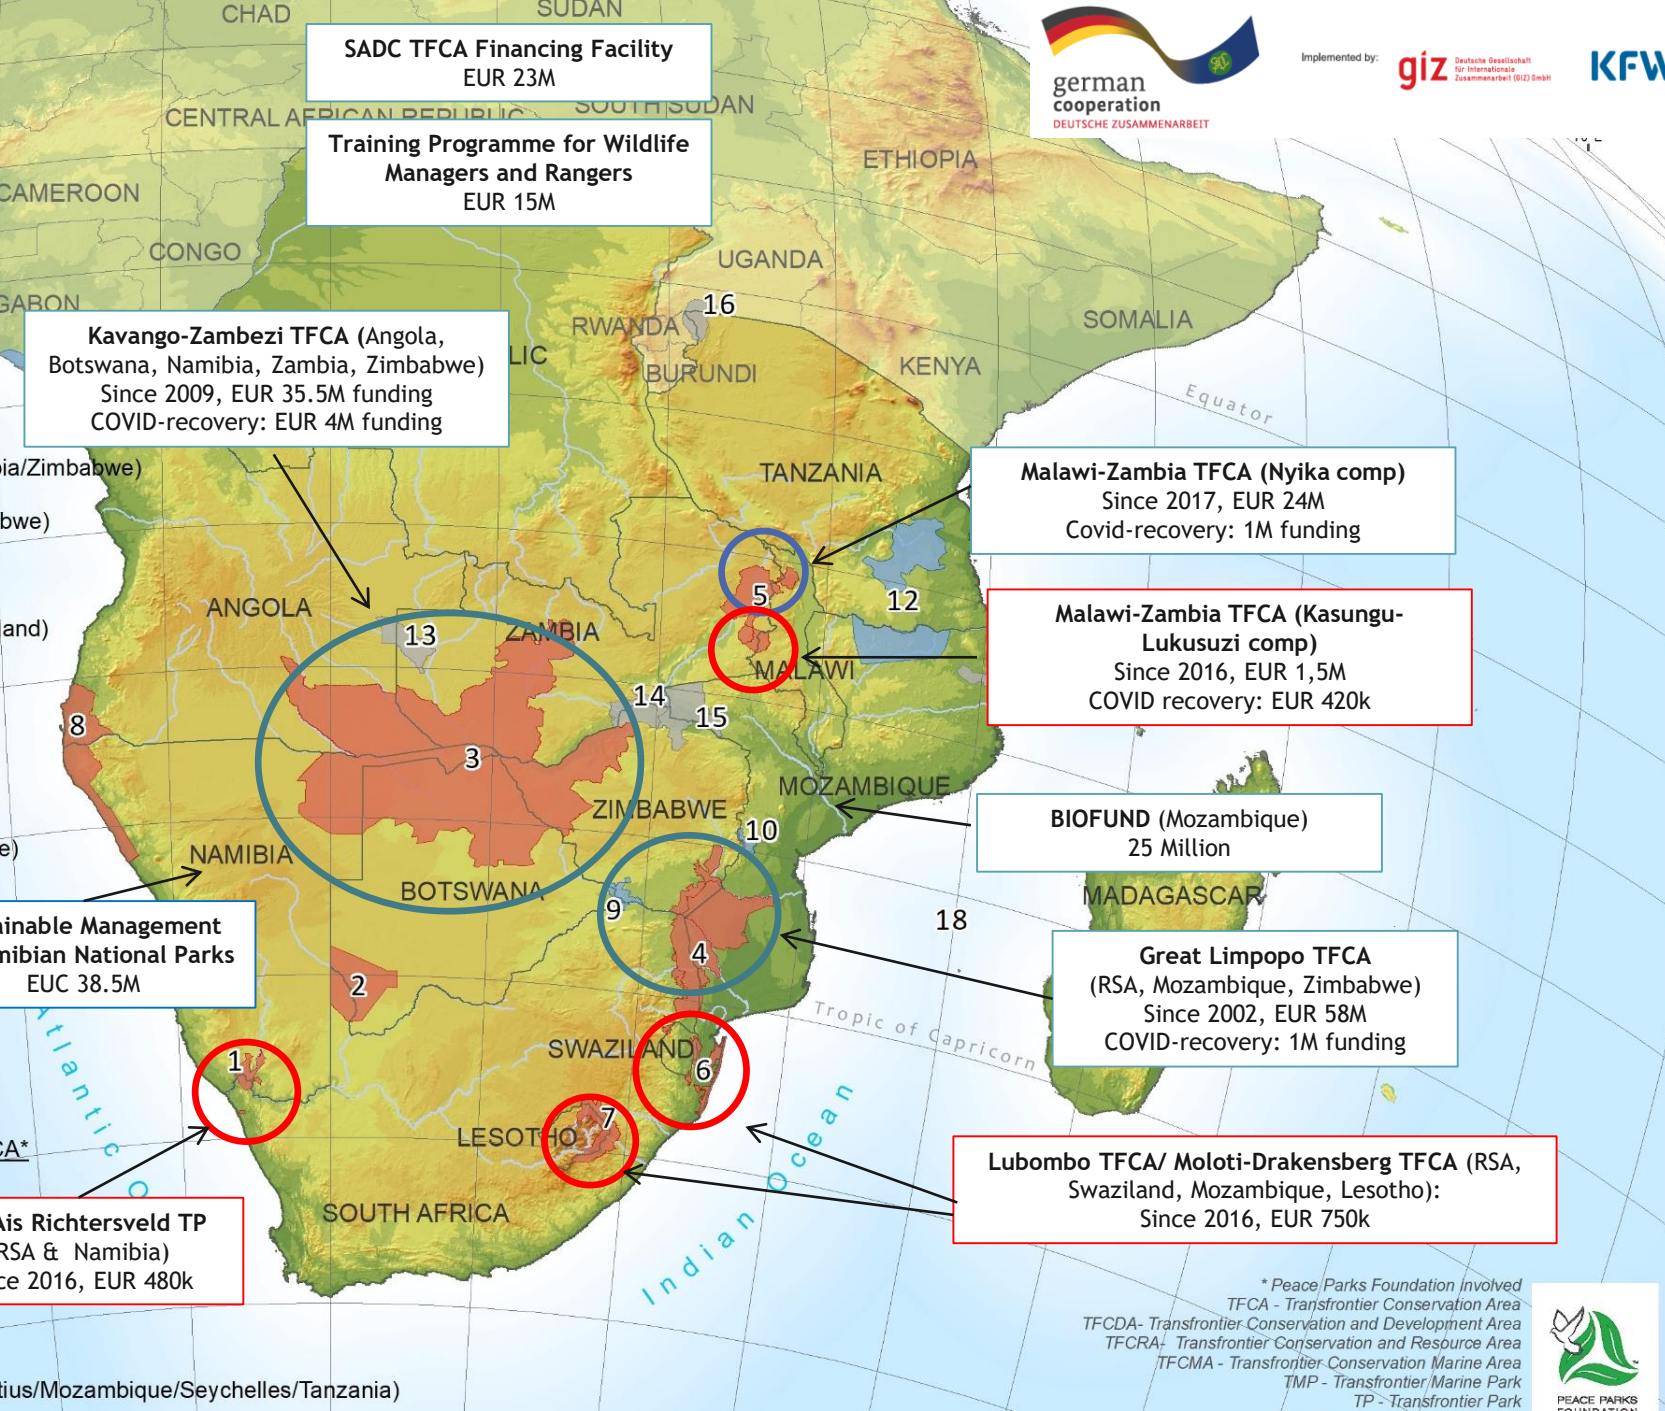 CHAD
SUDAN
SADC TFCA Financing Facility
EUR 23M
CENTRAL AFRICAN REPUBLIC
SOUTH SUDAN
Training Programme for Wildlife
Managers and Rangers
EUR 15M
german
cooperation
DEUTSCHE ZUSAMMENARBEIT
Implemented by:
giz Deutsche Gesellschaft
für Internationale
Zusammenarbeit (GIZ) GmbH
KFW
ETHIOPIA
CAMEROON
CONGO
UGANDA
GABON
16
RWANDA
SOMALIA
Kavango-Zambezi TFCA (Angola,
Botswana, Namibia, Zambia, Zimbabwe)
Since 2009, EUR 35.5M funding
COVID-recovery: EUR 4M funding
LIC
BURUNDI
KENYA
Equator
bia/Zimbabwe)
TANZANIA
Malawi-Zambia TFCA (Nyika comp)
Since 2017, EUR 24M
Covid-recovery: 1M funding
bwe)
5
12
ANGOLA
13
ZAMBIA
land)
Malawi-Zambia TFCA (Kasungu-
Lukusuzi comp)
Since 2016, EUR 1,5M
COVID recovery: EUR 420k
MALAWI
14
15
8
3
MOZAMBIQUE
ZIMBABWE
10
BIOFUND (Mozambique)
25 Million
e)
NAMIBIA
BOTSWANA
MADAGASCAR
9
18
ainable Management
mibian National Parks
EUC 38.5M
4
Great Limpopo TFCA
(RSA, Mozambique, Zimbabwe)
Since 2002, EUR 58M
COVID-recovery: 1M funding
2
Tropic of Capricorn
Atlantic O
SWAZILAND
1
6
7
LESOTHO
CA*
Indian Ocean
Lubombo TFCA/ Moloti-Drakensberg TFCA (RSA,
Swaziland, Mozambique, Lesotho):
Since 2016, EUR 750k
Ais Richtersveld TP
RSA & Namibia)
ce 2016, EUR 480k
SOUTH AFRICA
* Peace Parks Foundation involved
TFCA - Transfrontier Conservation Area
TFCDA- Transfrontier Conservation and Development Area
TFCRA- Transfrontier Conservation and Resource Area
TFCMA - Transfrontier Conservation Marine Area
TMP - Transfrontier Marine Park
TP - Transfrontier Park
PEACE PARKS
FOUNDATION
tius/Mozambique/Seychelles/Tanzania)